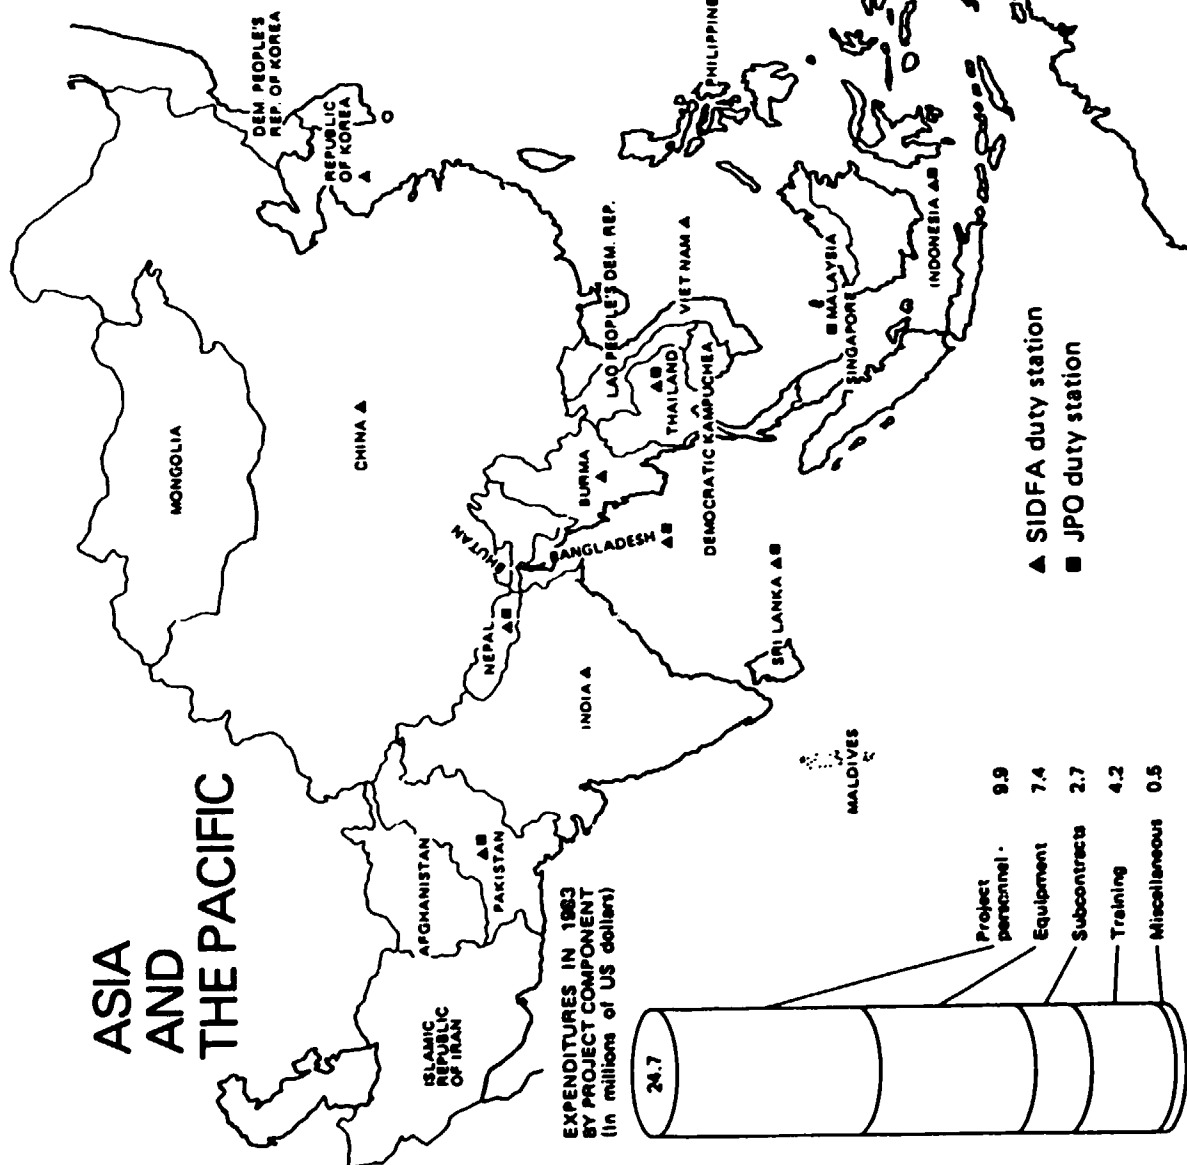 ASIA
AND
THE PACIFIC
DEM. PEOPLE'S
REP. OF KOREA
REPUBLIC
OF KOREA
MONGOLIA
CHINA
ISLAMIC
REPUBLIC
OF IRAN
AFGHANISTAN
PAKISTAN
NEPAL
BHUTAN
BANGLADESH
INDIA
BURMA
LAO PEOPLE'S DEM. REP.
THAILAND
VIET NAM
DEMOCRATIC KAMPUCHEA
PHILIPPINE
MALAYSIA
SINGAPORE
INDONESIA
SRI LANKA
MALDIVES
▲ SIDFA duty station
■ JPO duty station
EXPENDITURES IN 1983
BY PROJECT COMPONENT
(In millions of US dollars)
24.7
Project
personnel 9.9
Equipment 7.4
Subcontracts 2.7
Training 4.2
Miscellaneous 0.5